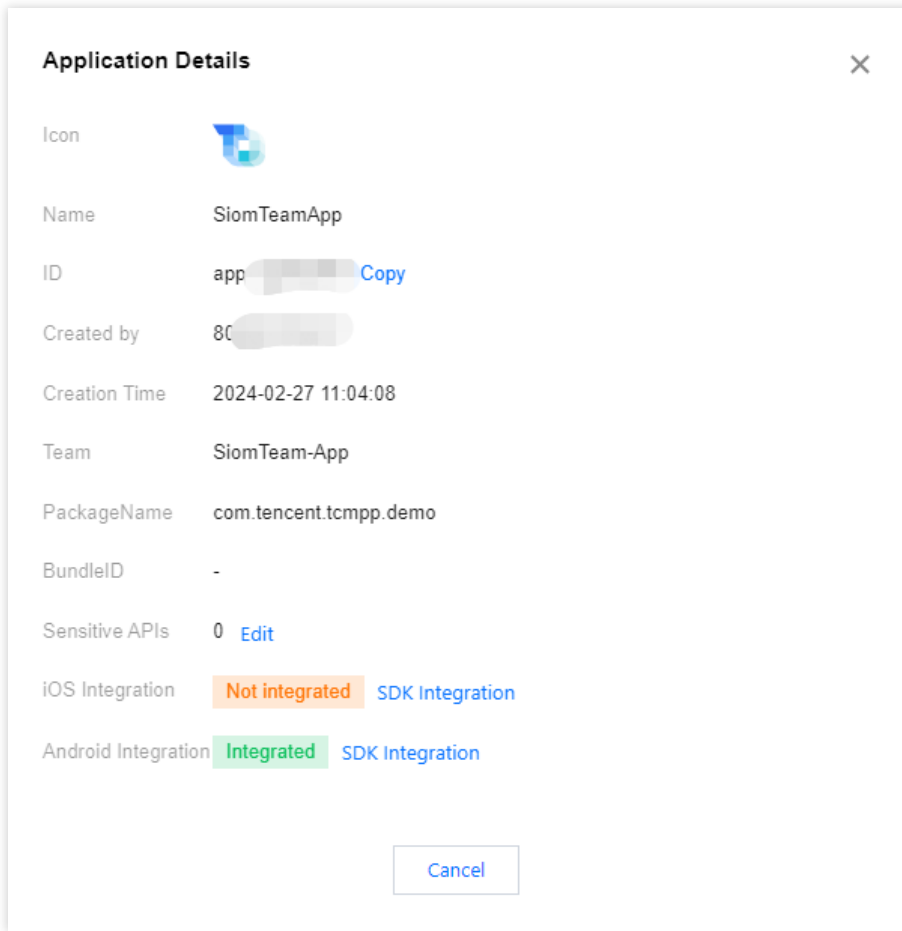 Application Details
Icon
Name SiomTeamApp
ID app Copy
Created by 80
Creation Time 2024-02-27 11:04:08
Team SiomTeam-App
PackageName com.tencent.tcmpp.demo
BundleID -
Sensitive APIs 0 Edit
iOS Integration Not integrated SDK Integration
Android Integration Integrated SDK Integration
Cancel